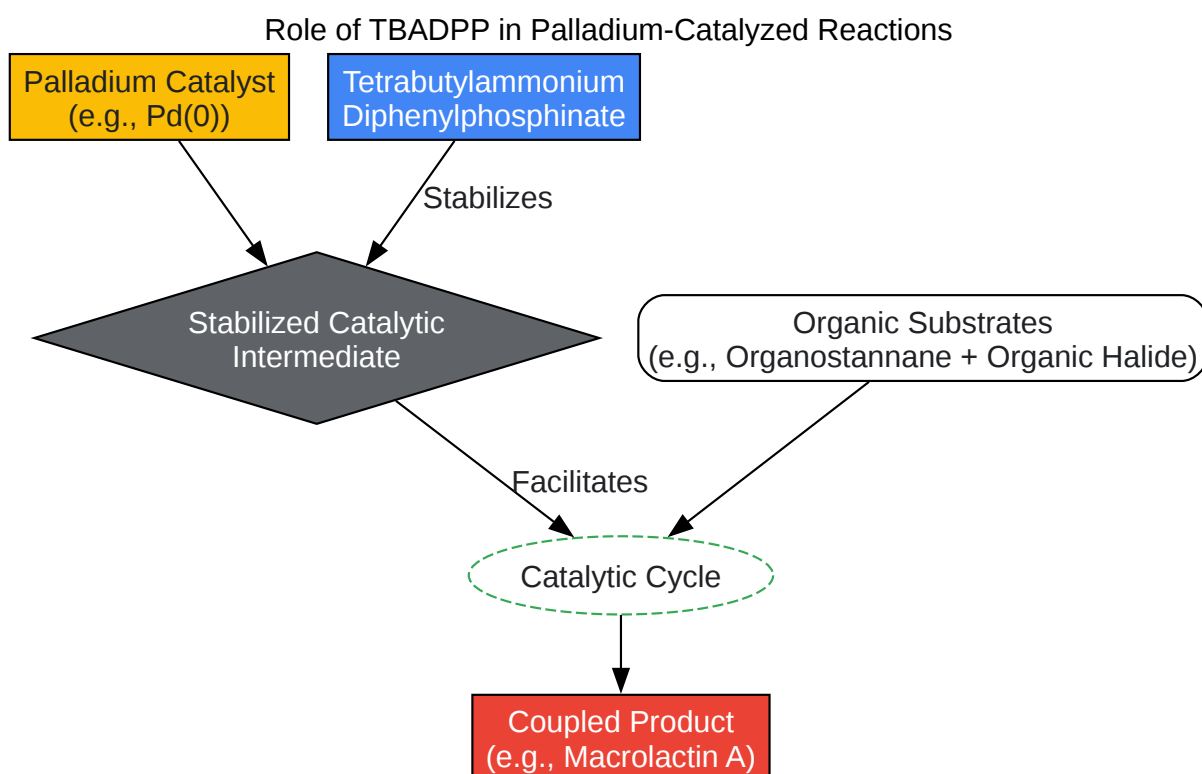 Role of TBADPP in Palladium-Catalyzed Reactions
Palladium Catalyst
(e.g., Pd(0))
Tetrabutylammonium
Diphenylphosphinate
Stabilizes
Stabilized Catalytic
Intermediate
Organic Substrates
(e.g., Organostannane + Organic Halide)
Facilitates
Catalytic Cycle
Coupled Product
(e.g., Macrolactin A)